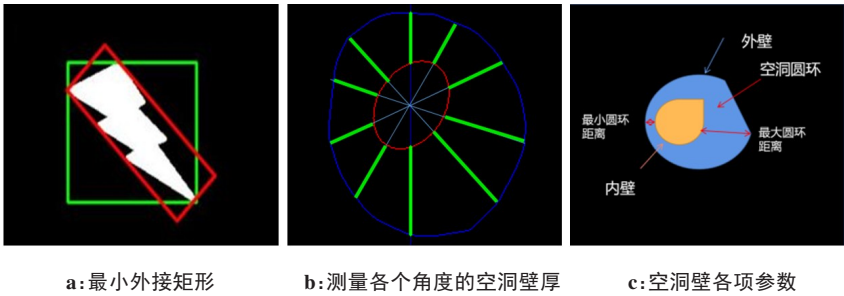 外壁
空洞圆环
最小圆环
距离
最大圆环
距离
内壁
a:最小外接矩形
b:测量各个角度的空洞壁厚
c:空洞壁各项参数